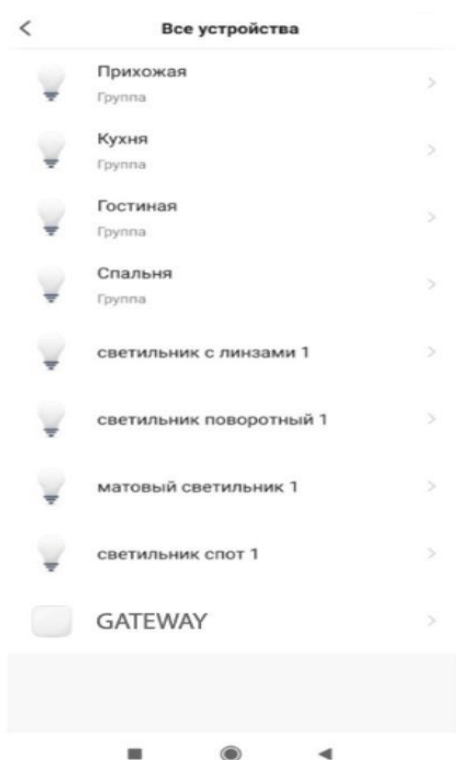 Все устройства
Прихожая
Группа
Кухня
Группа
Гостиная
Группа
Спальня
Группа
светильник с линзами 1
светильник поворотный 1
матовый светильник 1
светильник спот 1
GATEWAY